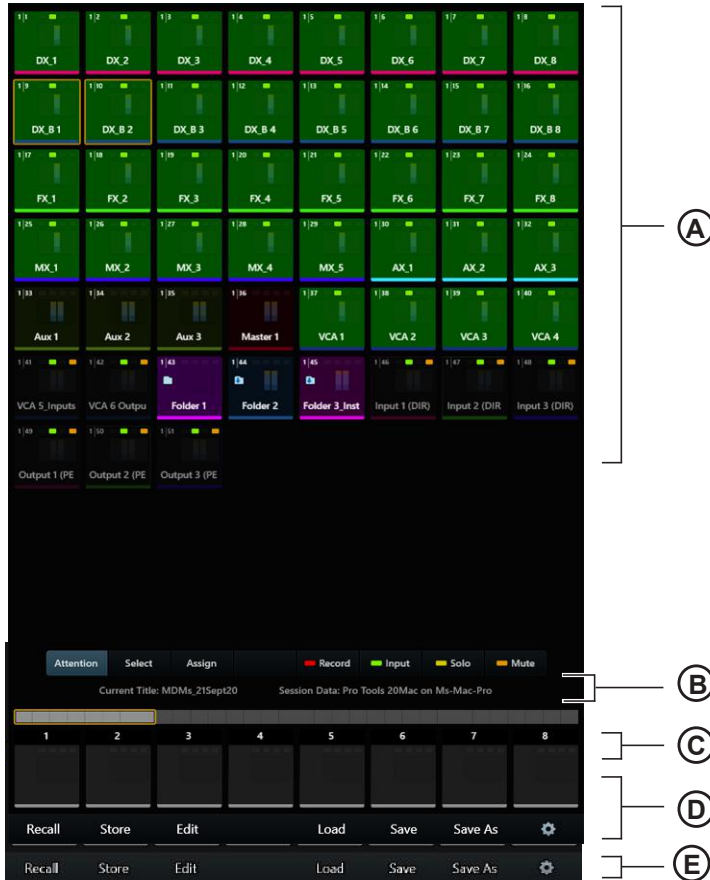 1|1 1|2 1|3 1|4 1|5 1|6 1|7 1|8
DX_1 DX_2 DX_3 DX_4 DX_5 DX_6 DX_7 DX_8
A
1|9 1|10 1|11 1|12 1|13 1|14 1|15 1|16
DX_B 1 DX_B 2 DX_B 3 DX_B 4 DX_B 5 DX_B 6 DX_B 7 DX_B 8
1|17 1|18 1|19 1|20 1|21 1|22 1|23 1|24
FX_1 FX_2 FX_3 FX_4 FX_5 FX_6 FX_7 FX_8
1|25 1|26 1|27 1|28 1|29 1|30 1|31 1|32
MX_1 MX_2 MX_3 MX_4 MX_5 AX_1 AX_2 AX_3
1|33 1|34 1|35 1|36 1|37 1|38 1|39 1|40
Aux 1 Aux 2 Aux 3 Master 1 VCA 1 VCA 2 VCA 3 VCA 4
1|41 1|42 1|43 1|44 1|45 1|46 1|47 1|48
VCA 5_Inputs VCA 6 Outpu Folder 1 Folder 2 Folder 3_Inst Input 1 (DIR) Input 2 (DIR Input 3 (DIR)
1|49 1|50 1|51
Output 1 (PE Output 2 (PE Output 3 (PE
Attention Select Assign Record Input Solo Mute
Current Title: MDMs_21Sept20 Session Data: Pro Tools 20Mac on Ms-Mac-Pro
B
1 2 3 4 5 6 7 8
C
D
Recall Store Edit Load Save Save As
Recall Store Edit Load Save Save As
E